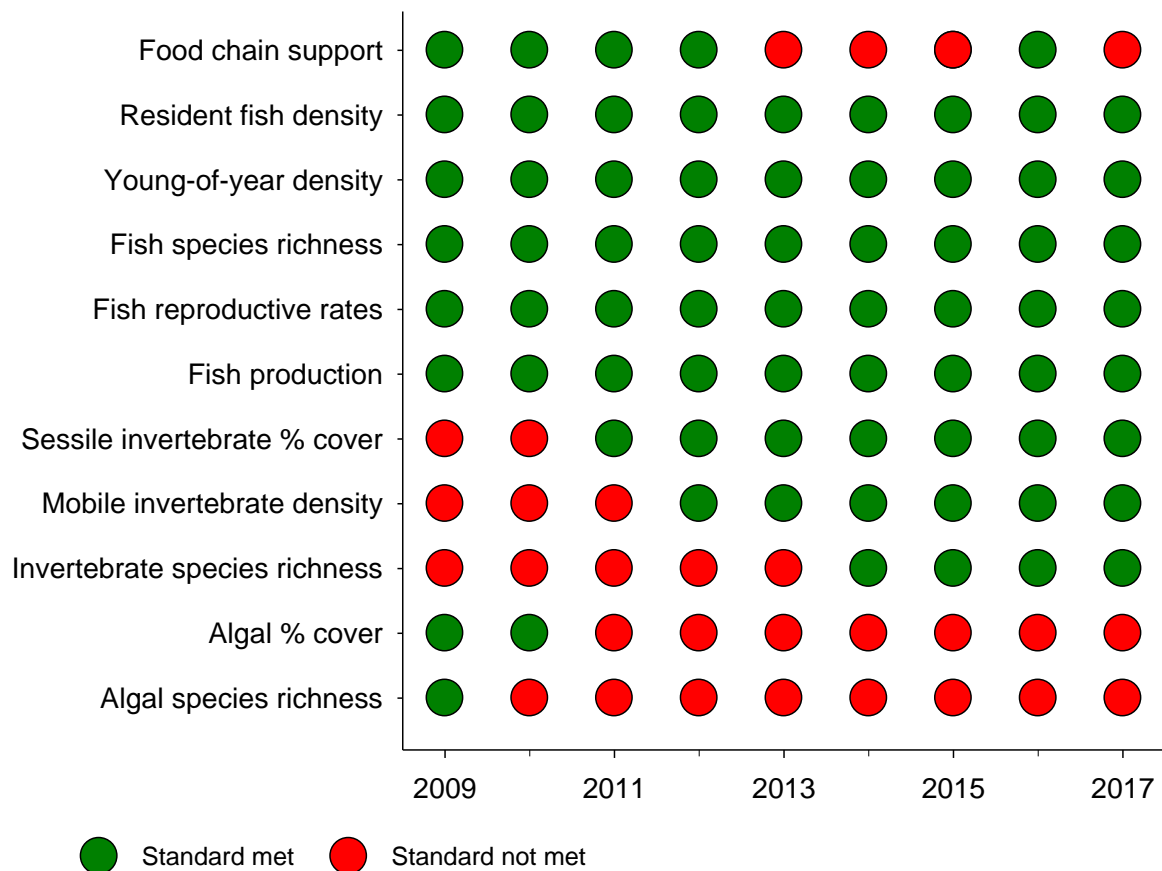 Food chain support
Resident fish density
Young-of-year density
Fish species richness
Fish reproductive rates
Fish production
Sessile invertebrate % cover
Mobile invertebrate density
Invertebrate species richness
Algal % cover
Algal species richness
2009 2011 2013 2015 2017
Standard met Standard not met